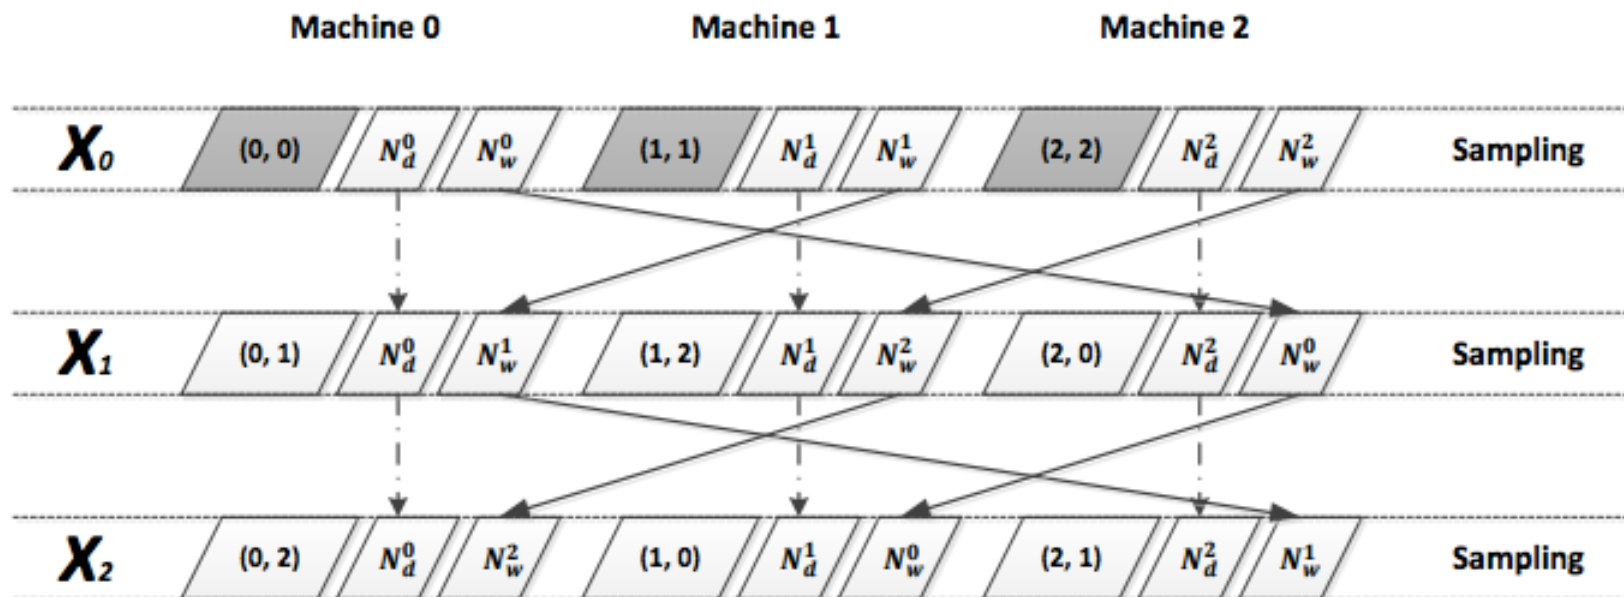 Machine 0 Machine 1 Machine 2
X₀ (0, 0) N_d^0 N_w^0 (1, 1) N_d^1 N_w^1 (2, 2) N_d^2 N_w^2 Sampling
X₁ (0, 1) N_d^0 N_w^1 (1, 2) N_d^1 N_w^2 (2, 0) N_d^2 N_w^0 Sampling
X₂ (0, 2) N_d^0 N_w^2 (1, 0) N_d^1 N_w^0 (2, 1) N_d^2 N_w^1 Sampling